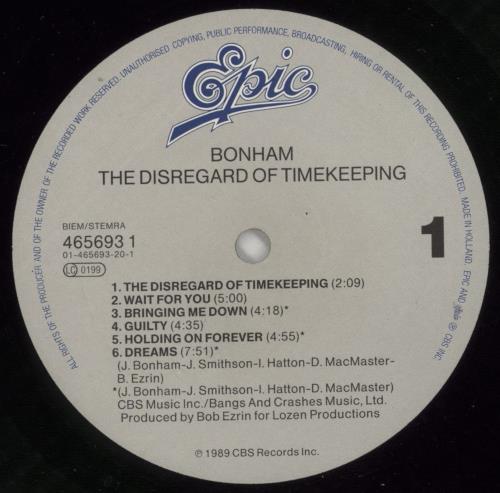 ALL RIGHTS OF THE PRODUCER AND OF THE OWNER OF THE RECORDED WORK RESERVED. UNAUTHORISED COPYING, PUBLIC PERFORMANCE, BROADCASTING, HIRING OR RENTAL OF THIS RECORDING PROHIBITED. MADE IN HOLLAND. EPIC AND Epic ℗ CBS INC.
Epic
BONHAM
THE DISREGARD OF TIMEKEEPING
BIEM/STEMRA
465693 1
01-465693-20-1
LC 0199
1
1. THE DISREGARD OF TIMEKEEPING (2:09)
2. WAIT FOR YOU (5:00)
3. BRINGING ME DOWN (4:18)*
4. GUILTY (4:35)
5. HOLDING ON FOREVER (4:55)*
6. DREAMS (7:51)*
(J. Bonham-J. Smithson-I. Hatton-D. MacMaster-
B. Ezrin)
*(J. Bonham-J. Smithson-I. Hatton-D. MacMaster)
CBS Music Inc./Bangs And Crashes Music, Ltd.
Produced by Bob Ezrin for Lozen Productions
℗ 1989 CBS Records Inc.